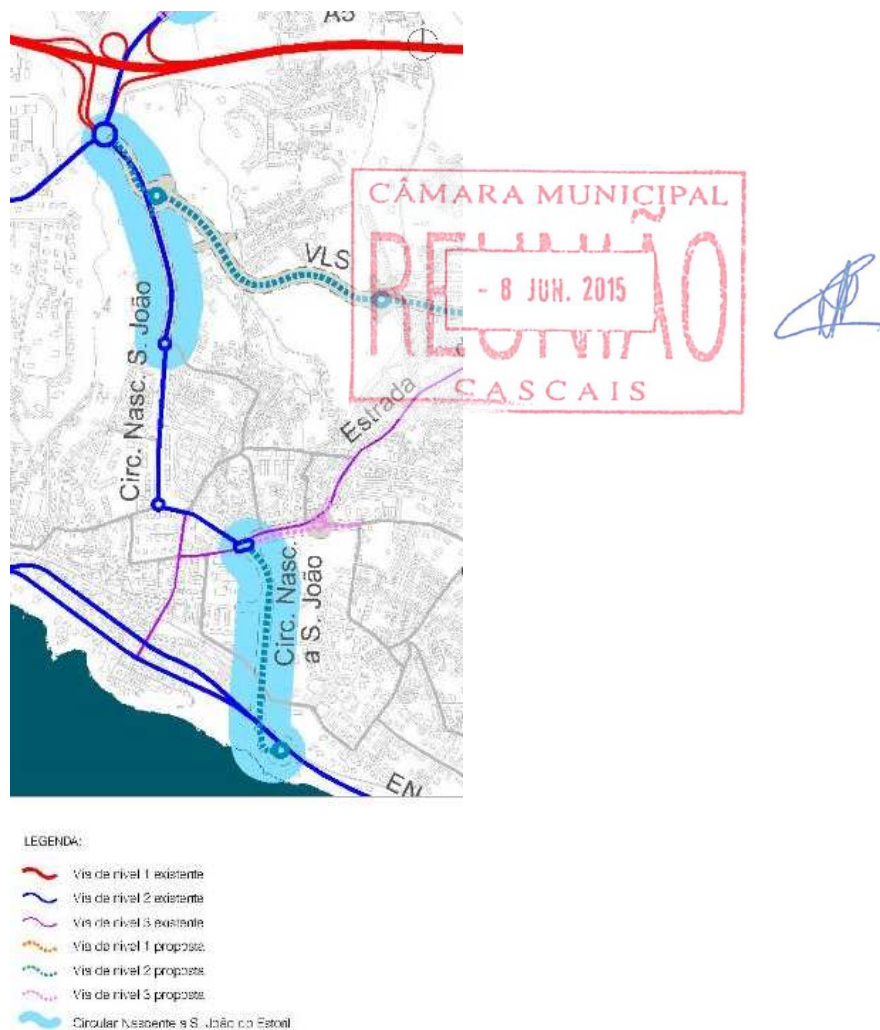 A5
CÂMARA MUNICIPAL
REUNIÃO
- 8 JUN. 2015
CASCAIS
VLS
Circ. Nasc. S. João
Estrada
Circ. Nasc.
a S. João
EN
LEGENDA:
Via de nível 1 existente
Via de nível 2 existente
Via de nível 3 existente
Via de nível 1 proposta
Via de nível 2 proposta
Via de nível 3 proposta
Circular Nascente a S. João do Estoril